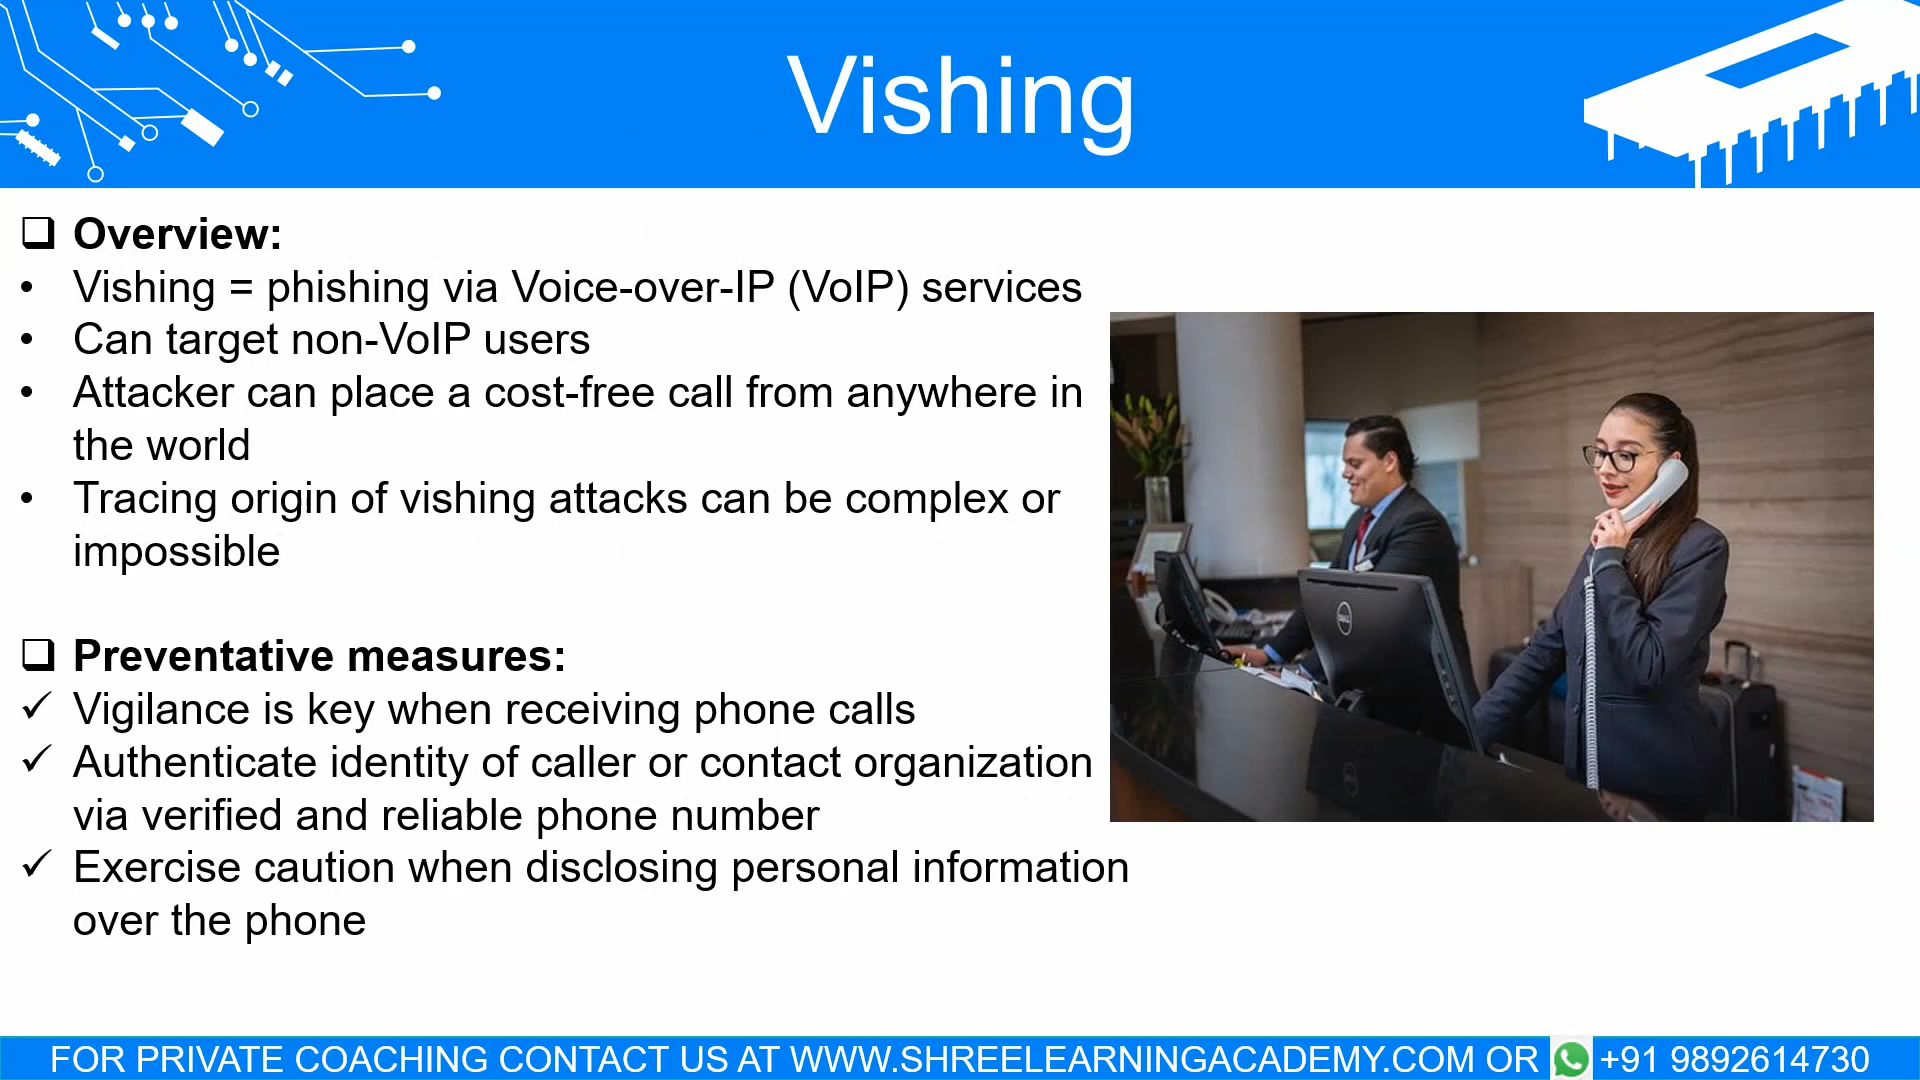 Vishing
Overview:
• Vishing = phishing via Voice-over-IP (VoIP) services
• Can target non-VoIP users
• Attacker can place a cost-free call from anywhere in
the world
• Tracing origin of vishing attacks can be complex or
impossible
Preventative measures:
✓ Vigilance is key when receiving phone calls
✓ Authenticate identity of caller or contact organization
via verified and reliable phone number
✓ Exercise caution when disclosing personal information
over the phone
DELL
FOR PRIVATE COACHING CONTACT US AT WWW.SHREELEARNINGACADEMY.COM OR +91 9892614730